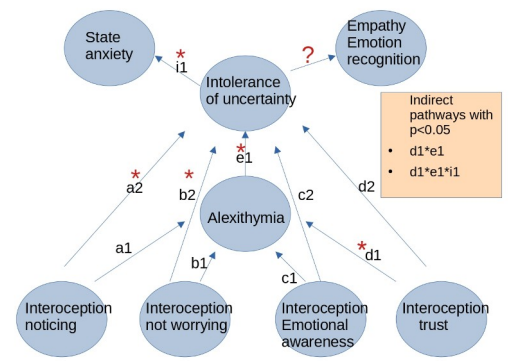 State
anxiety
Empathy
Emotion
recognition
*
i1
?
Intolerance
of uncertainty
Indirect
pathways with
p<0.05
• d1*e1
• d1*e1*i1
*
e1
*
a2
*
b2
c2
d2
Alexithymia
a1
b1
c1
*
d1
Interoception
noticing
Interoception
not worrying
Interoception
Emotional
awareness
Interoception
trust